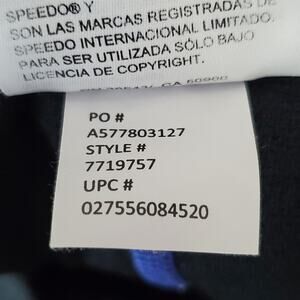 SPEEDO® Y
SON LAS MARCAS REGISTRADAS DE
SPEEDO INTERNACIONAL LIMITADO.
PARA SER UTILIZADA SÓLO BAJO
LICENCIA DE COPYRIGHT.
CA
PO #
A577803127
STYLE #
7719757
UPC #
027556084520